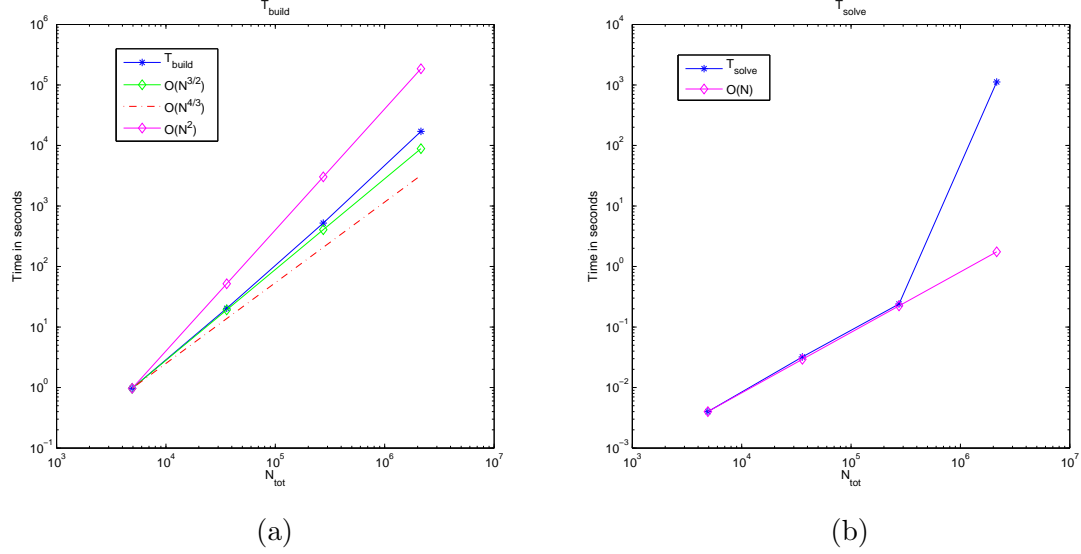 T_build
T_solve
10^6
10^5
10^4
10^3
10^2
10^1
10^0
10^−1
Time in seconds
T_build
O(N^3/2)
O(N^4/3)
O(N^2)
10^3
10^4
10^5
10^6
10^7
N_tot
(a)
10^4
10^3
10^2
10^1
10^0
10^−1
10^−2
10^−3
Time in seconds
T_solve
O(N)
10^3
10^4
10^5
10^6
10^7
N_tot
(b)